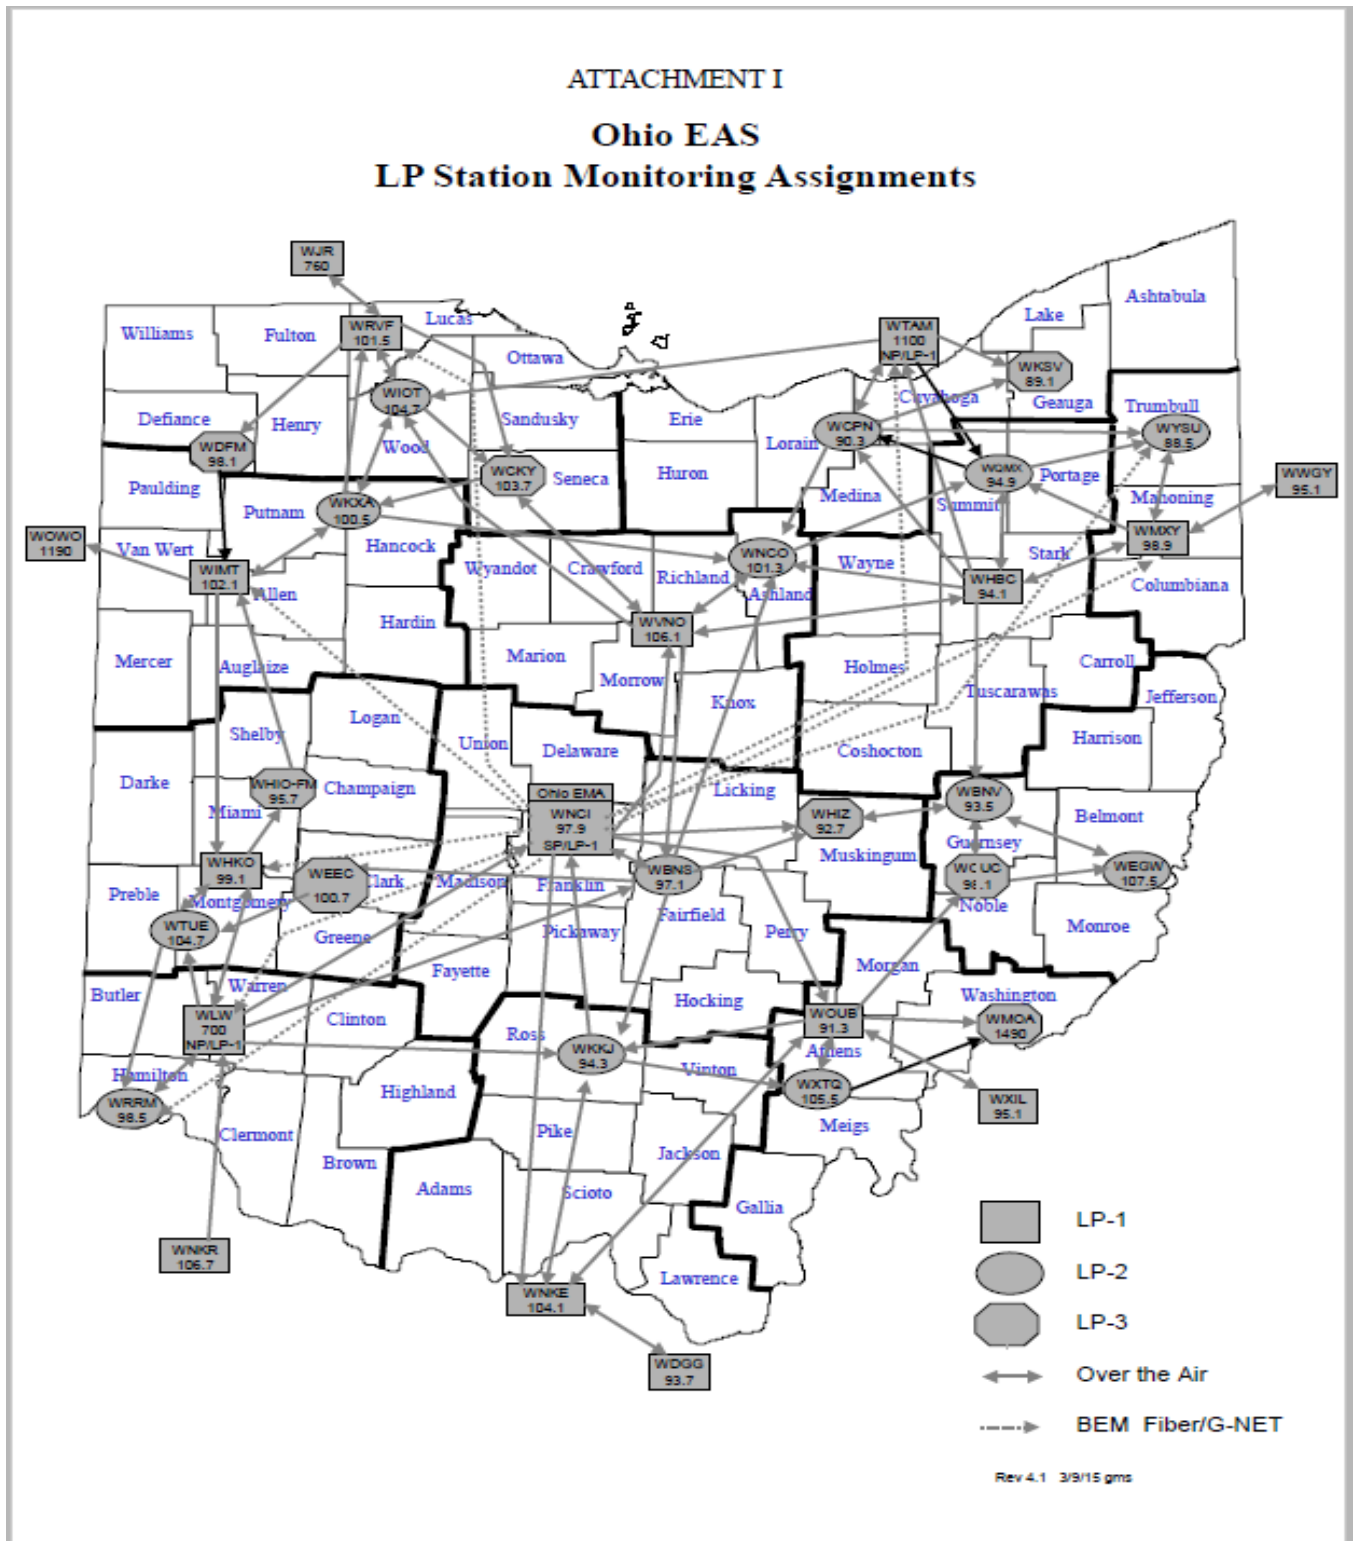 ATTACHMENT I
Ohio EAS
LP Station Monitoring Assignments
WJR
760
Ashtabula
Lake
Williams
Fulton
WRVF
101.5
Lucas
WTAM
1100
NP/LP-1
Ottawa
WKSV
89.1
Cuyahoga
Geauga
Defiance
Henry
WIOT
104.7
Sandusky
Erie
Lorain
Trumbull
WDFM
98.1
Wood
WCPN
90.3
WYSU
88.5
Paulding
WCKY
103.7
Seneca
Huron
Medina
WQMX
94.9
Portage
WWGY
95.1
Putnam
WKXA
100.5
Summit
Mahoning
WOWO
1190
Van Wert
Hancock
WNCO
101.3
Stark
WMXY
98.9
WIMT
102.1
Allen
Wyandot
Crawford
Richland
Ashland
Wayne
WHBC
94.1
Columbiana
Hardin
WVNO
106.1
Mercer
Auglaize
Marion
Morrow
Holmes
Carroll
Knox
Tuscarawas
Jefferson
Logan
Shelby
Union
Delaware
Coshocton
Harrison
Darke
WHIO-FM
95.7
Champaign
Miami
Ohio EMA
WNCI
97.9
SP/LP-1
Licking
WHIZ
92.7
WBNV
93.5
Belmont
Muskingum
Guernsey
WHKO
99.1
WEEC
100.7
Clark
Madison
Franklin
WBNS
97.1
98.1
WEGW
107.5
Preble
Montgomery
Fairfield
Noble
WTUE
104.7
Greene
Pickaway
Perry
Monroe
Fayette
Morgan
Butler
Warren
Hocking
Washington
WLW
700
NP/LP-1
Clinton
Ross
WOUB
91.3
WMOA
1490
WKKJ
94.3
Athens
Hamilton
Highland
Vinton
WXTQ
105.5
WRRM
98.5
WXIL
95.1
Clermont
Pike
Meigs
Brown
Jackson
Adams
Scioto
Gallia
LP-1
WNKR
106.7
Lawrence
LP-2
WNKE
104.1
LP-3
WDGG
93.7
Over the Air
BEM Fiber/G-NET
Rev 4.1 3/9/15 gms